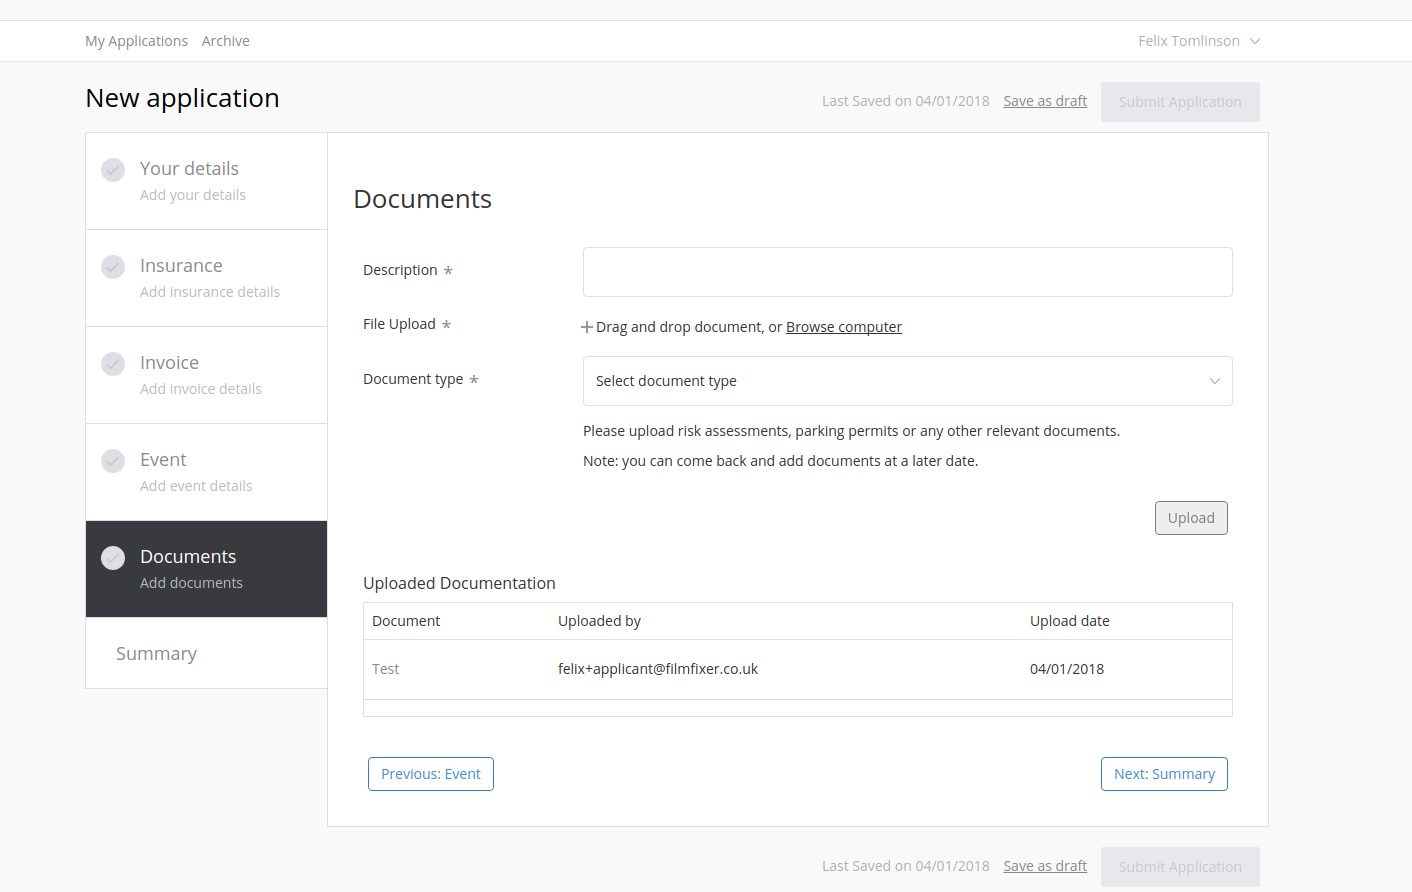 My Applications Archive Felix Tomlinson
New application
Last Saved on 04/01/2018 Save as draft Submit Application
Your details
Add your details
Insurance
Add insurance details
Invoice
Add invoice details
Event
Add event details
Documents
Add documents
Summary
Documents
Description *
File Upload *
Drag and drop document, or Browse computer
Document type *
Select document type
Please upload risk assessments, parking permits or any other relevant documents.
Note: you can come back and add documents at a later date.
Upload
Uploaded Documentation
Document Uploaded by Upload date
Test felix+applicant@filmfixer.co.uk 04/01/2018
Previous: Event Next: Summary
Last Saved on 04/01/2018 Save as draft Submit Application